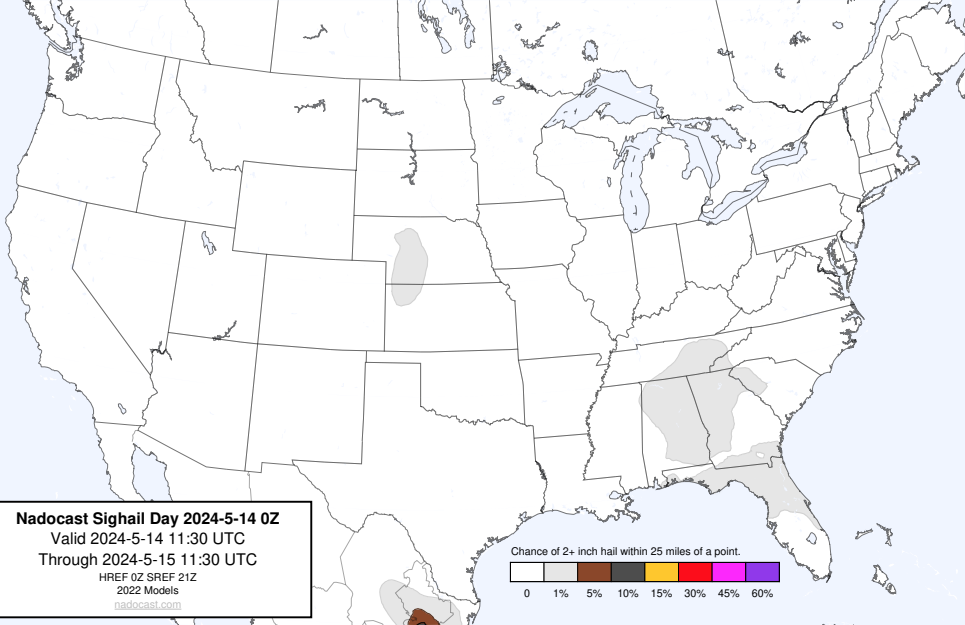 Nadocast Sighail Day 2024-5-14 0Z
Valid 2024-5-14 11:30 UTC
Through 2024-5-15 11:30 UTC
HREF 0Z SREF 21Z
2022 Models
nadocast.com
Chance of 2+ inch hail within 25 miles of a point.
0 1% 5% 10% 15% 30% 45% 60%